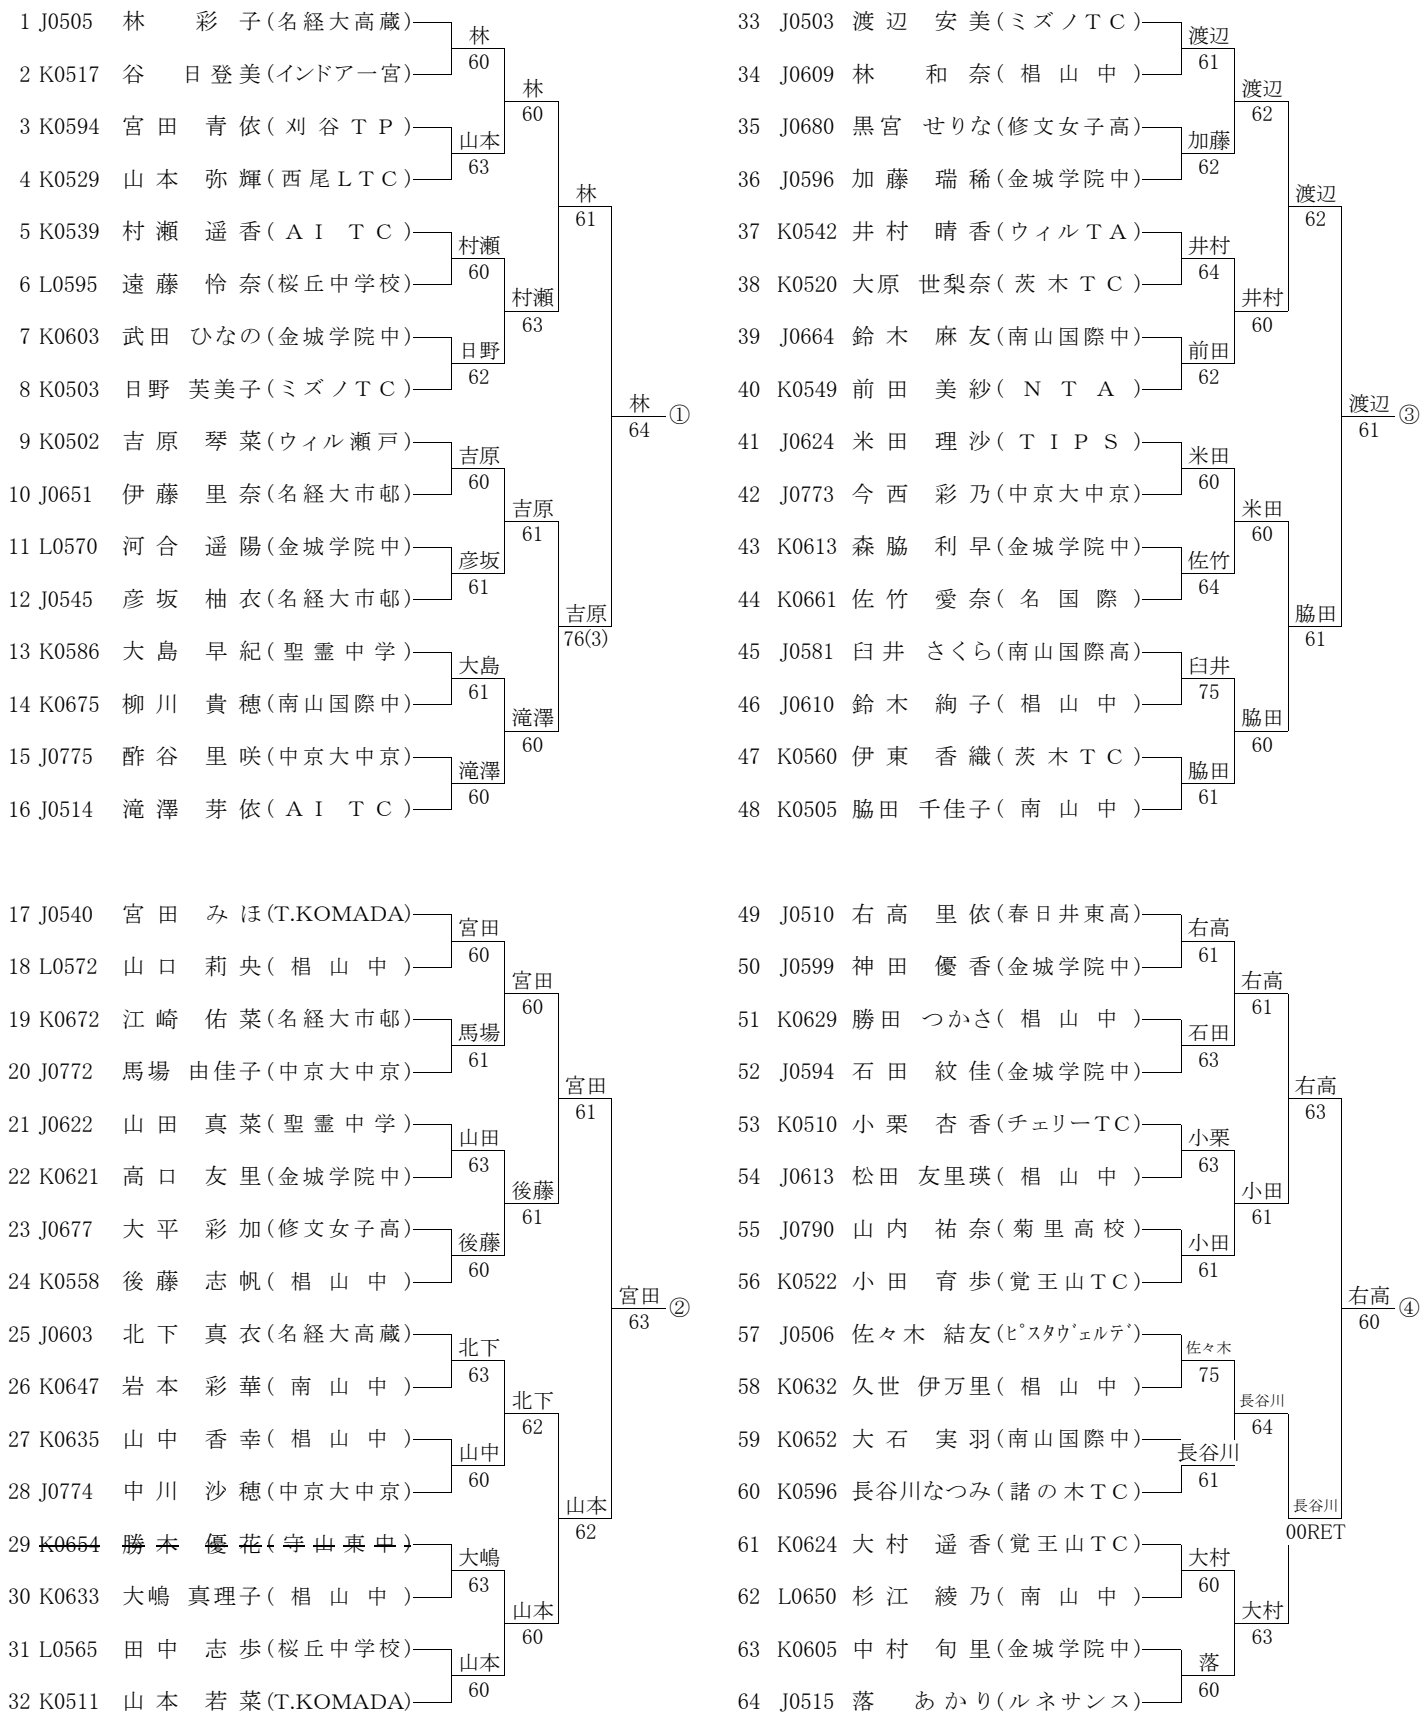 1 J0505 林 彩子(名経大高蔵)
林
60
2 K0517 谷 日登美(インドア一宮)
林
60
3 K0594 宮田 青依(刈谷TP)
山本
63
4 K0529 山本 弥輝(西尾LTC)
林
61
5 K0539 村瀬 遥香(AI TC)
村瀬
60
6 L0595 遠藤 怜奈(桜丘中学校)
村瀬
63
7 K0603 武田 ひなの(金城学院中)
日野
62
8 K0503 日野 芙美子(ミズノTC)
林 ①
64
9 K0502 吉原 琴菜(ウィル瀬戸)
吉原
60
10 J0651 伊藤 里奈(名経大市邨)
吉原
61
11 L0570 河合 遥陽(金城学院中)
彦坂
61
12 J0545 彦坂 柚衣(名経大市邨)
吉原
76(3)
13 K0586 大島 早紀(聖霊中学)
大島
61
14 K0675 柳川 貴穂(南山国際中)
滝澤
60
15 J0775 酢谷 里咲(中京大中京)
滝澤
60
16 J0514 滝澤 芽依(AI TC)
17 J0540 宮田 みほ(T.KOMADA)
宮田
60
18 L0572 山口 莉央(椙山中)
宮田
60
19 K0672 江崎 佑菜(名経大市邨)
馬場
61
20 J0772 馬場 由佳子(中京大中京)
宮田
61
21 J0622 山田 真菜(聖霊中学)
山田
63
22 K0621 高口 友里(金城学院中)
後藤
61
23 J0677 大平 彩加(修文女子高)
後藤
60
24 K0558 後藤 志帆(椙山中)
宮田 ②
63
25 J0603 北下 真衣(名経大高蔵)
北下
63
26 K0647 岩本 彩華(南山中)
北下
62
27 K0635 山中 香幸(椙山中)
山中
60
28 J0774 中川 沙穂(中京大中京)
山本
62
29 K0654 勝本 優花(守山東中)
大嶋
63
30 K0633 大嶋 真理子(椙山中)
山本
60
31 L0565 田中 志歩(桜丘中学校)
山本
60
32 K0511 山本 若菜(T.KOMADA)
33 J0503 渡辺 安美(ミズノTC)
渡辺
61
34 J0609 林 和奈(椙山中)
渡辺
62
35 J0680 黒宮 せりな(修文女子高)
加藤
62
36 J0596 加藤 瑞稀(金城学院中)
渡辺
62
37 K0542 井村 晴香(ウィルTA)
井村
64
38 K0520 大原 世梨奈(茨木TC)
井村
60
39 J0664 鈴木 麻友(南山国際中)
前田
62
40 K0549 前田 美紗(NTA)
渡辺 ③
61
41 J0624 米田 理沙(TIPS)
米田
60
42 J0773 今西 彩乃(中京大中京)
米田
60
43 K0613 森脇 利早(金城学院中)
佐竹
64
44 K0661 佐竹 愛奈(名国際)
脇田
61
45 J0581 臼井 さくら(南山国際高)
臼井
75
46 J0610 鈴木 絢子(椙山中)
脇田
60
47 K0560 伊東 香織(茨木TC)
脇田
61
48 K0505 脇田 千佳子(南山中)
49 J0510 右高 里依(春日井東高)
右高
61
50 J0599 神田 優香(金城学院中)
右高
61
51 K0629 勝田 つかさ(椙山中)
石田
63
52 J0594 石田 紋佳(金城学院中)
右高
63
53 K0510 小栗 杏香(チェリーTC)
小栗
63
54 J0613 松田 友里瑛(椙山中)
小田
61
55 J0790 山内 祐奈(菊里高校)
小田
61
56 K0522 小田 育歩(覚王山TC)
右高 ④
60
57 J0506 佐々木 結友(ピスタヴェルデ)
佐々木
75
58 K0632 久世 伊万里(椙山中)
長谷川
64
59 K0652 大石 実羽(南山国際中)
長谷川
61
60 K0596 長谷川なつみ(諸の木TC)
長谷川
00RET
61 K0624 大村 遥香(覚王山TC)
大村
60
62 L0650 杉江 綾乃(南山中)
大村
63
63 K0605 中村 旬里(金城学院中)
落
60
64 J0515 落 あかり(ルネサンス)